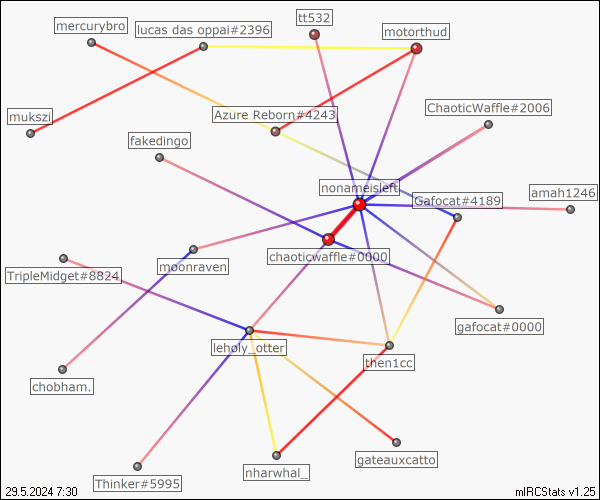 tt532
mercurybro
lucas das oppai#2396
motorthud
Azure Reborn#4243
ChaoticWaffle#2006
mukszi
fakedingo
nonameisleft
Gafocat#4189
amah1246
chaoticwaffle#0000
moonraven
TripleMidget#8824
gafocat#0000
leholy_otter
then1cc
chobham.
gateauxcatto
nharwhal_
Thinker#5995
29.5.2024 7:30
mIRCStats v1.25